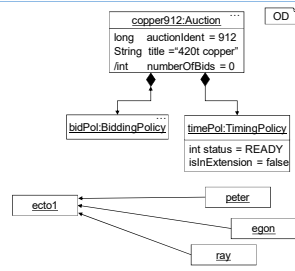 OD
copper912:Auction ...
long auctionIdent = 912
String title ="420t copper"
/int numberOfBids = 0
bidPol:BiddingPolicy ...
timePol:TimingPolicy
int status = READY
isInExtension = false
ecto1
peter
egon
ray